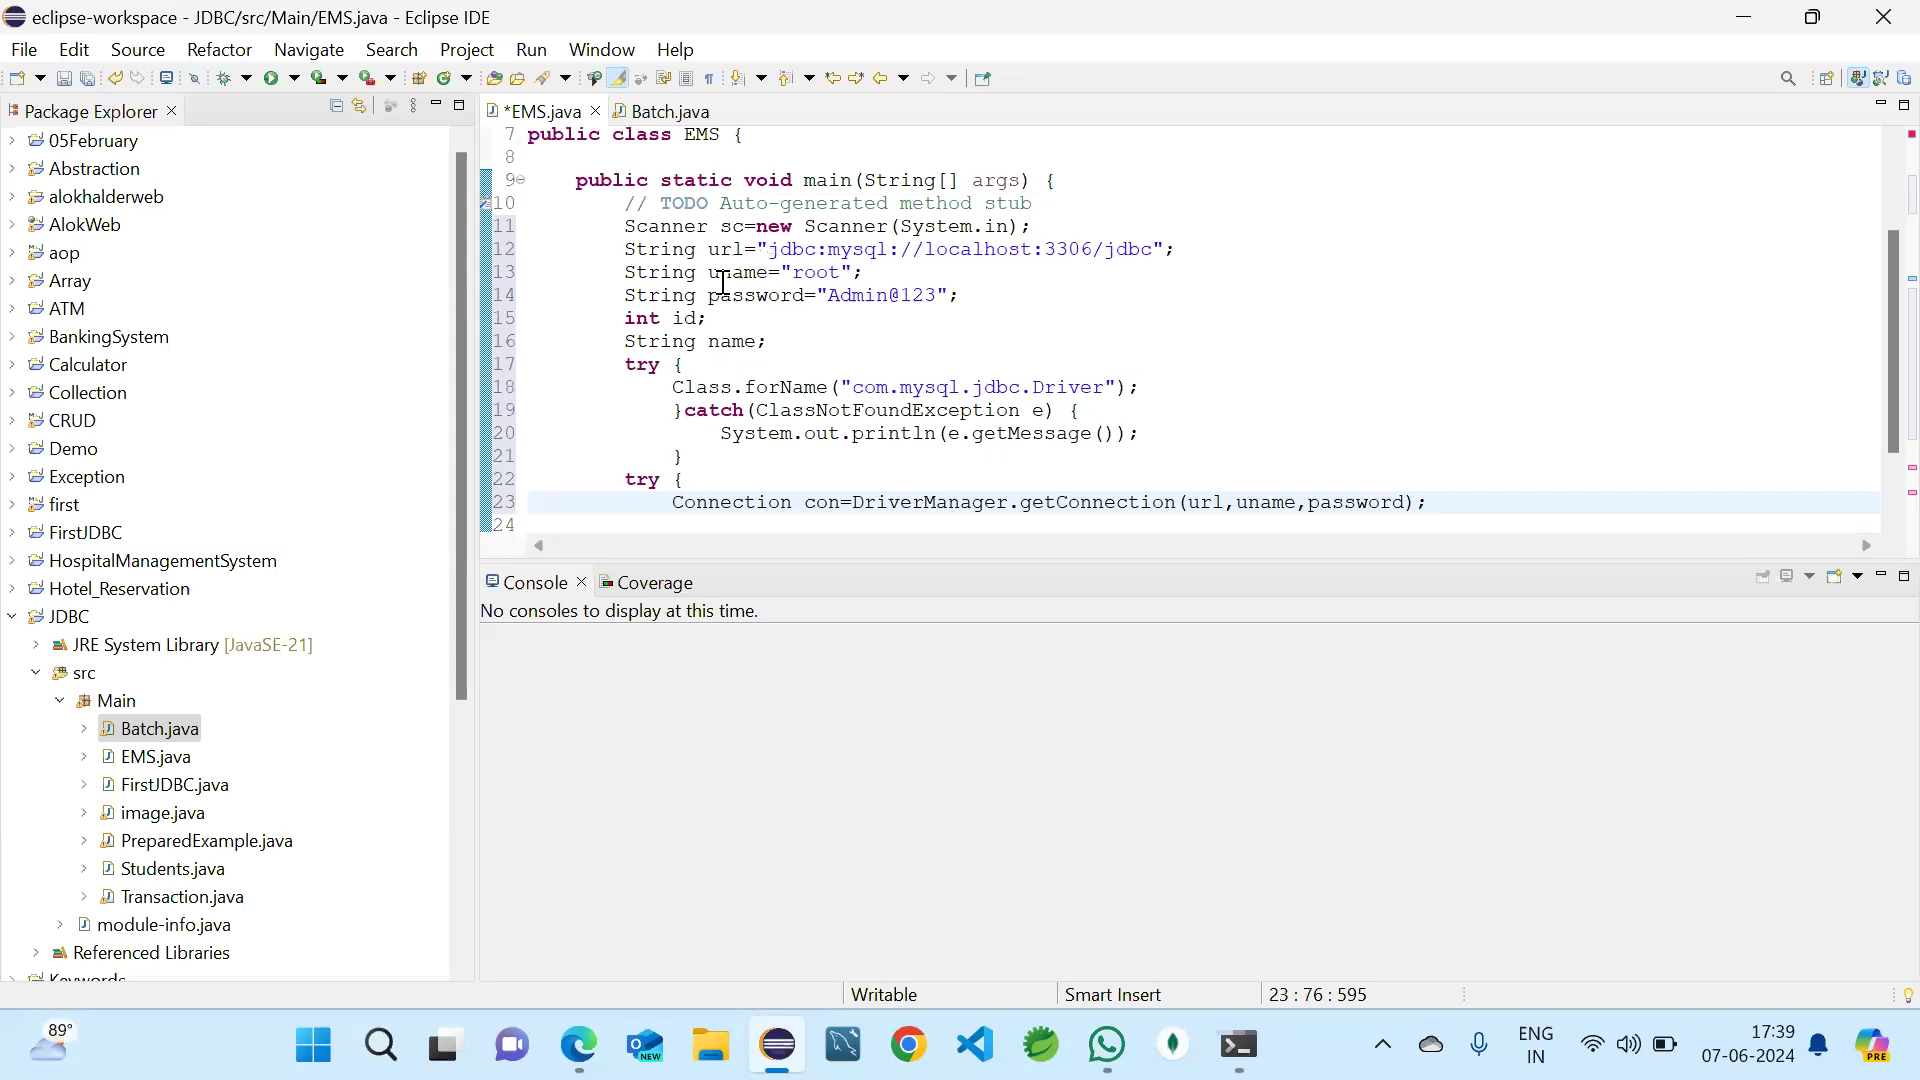 eclipse-workspace - JDBC/src/Main/EMS.java - Eclipse IDE
File Edit Source Refactor Navigate Search Project Run Window Help
Package Explorer
05February
Abstraction
alokhalderweb
AlokWeb
aop
Array
ATM
BankingSystem
Calculator
Collection
CRUD
Demo
Exception
first
FirstJDBC
HospitalManagementSystem
Hotel_Reservation
JDBC
JRE System Library [JavaSE-21]
src
Main
Batch.java
EMS.java
FirstJDBC.java
image.java
PreparedExample.java
Students.java
Transaction.java
module-info.java
Referenced Libraries
Keywords
*EMS.java Batch.java
7 public class EMS {
8
9 public static void main(String[] args) {
10 // TODO Auto-generated method stub
11 Scanner sc=new Scanner(System.in);
12 String url="jdbc:mysql://localhost:3306/jdbc";
13 String uname="root";
14 String password="Admin@123";
15 int id;
16 String name;
17 try {
18 Class.forName("com.mysql.jdbc.Driver");
19 }catch(ClassNotFoundException e) {
20 System.out.println(e.getMessage());
21 }
22 try {
23 Connection con=DriverManager.getConnection(url,uname,password);
24
Console Coverage
No consoles to display at this time.
Writable Smart Insert 23 : 76 : 595
89°
NEW
ENG
IN
17:39
07-06-2024
PRE